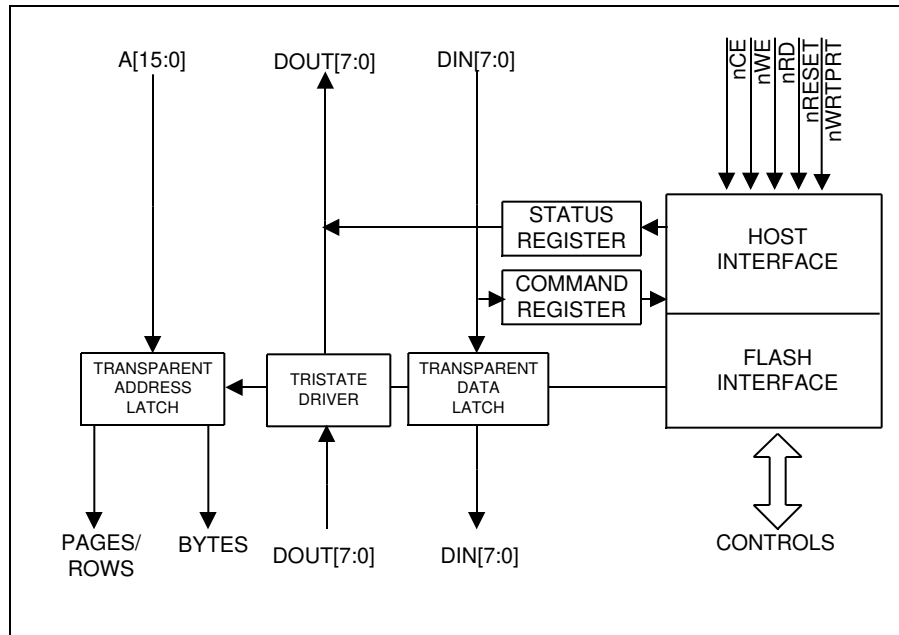 A[15:0]
DOUT[7:0]
DIN[7:0]
nCE
nWE
nRD
nRESET
nWRTPRT
STATUS
REGISTER
HOST
INTERFACE
COMMAND
REGISTER
TRANSPARENT
ADDRESS
LATCH
TRISTATE
DRIVER
TRANSPARENT
DATA
LATCH
FLASH
INTERFACE
PAGES/
ROWS
BYTES
DOUT[7:0]
DIN[7:0]
CONTROLS